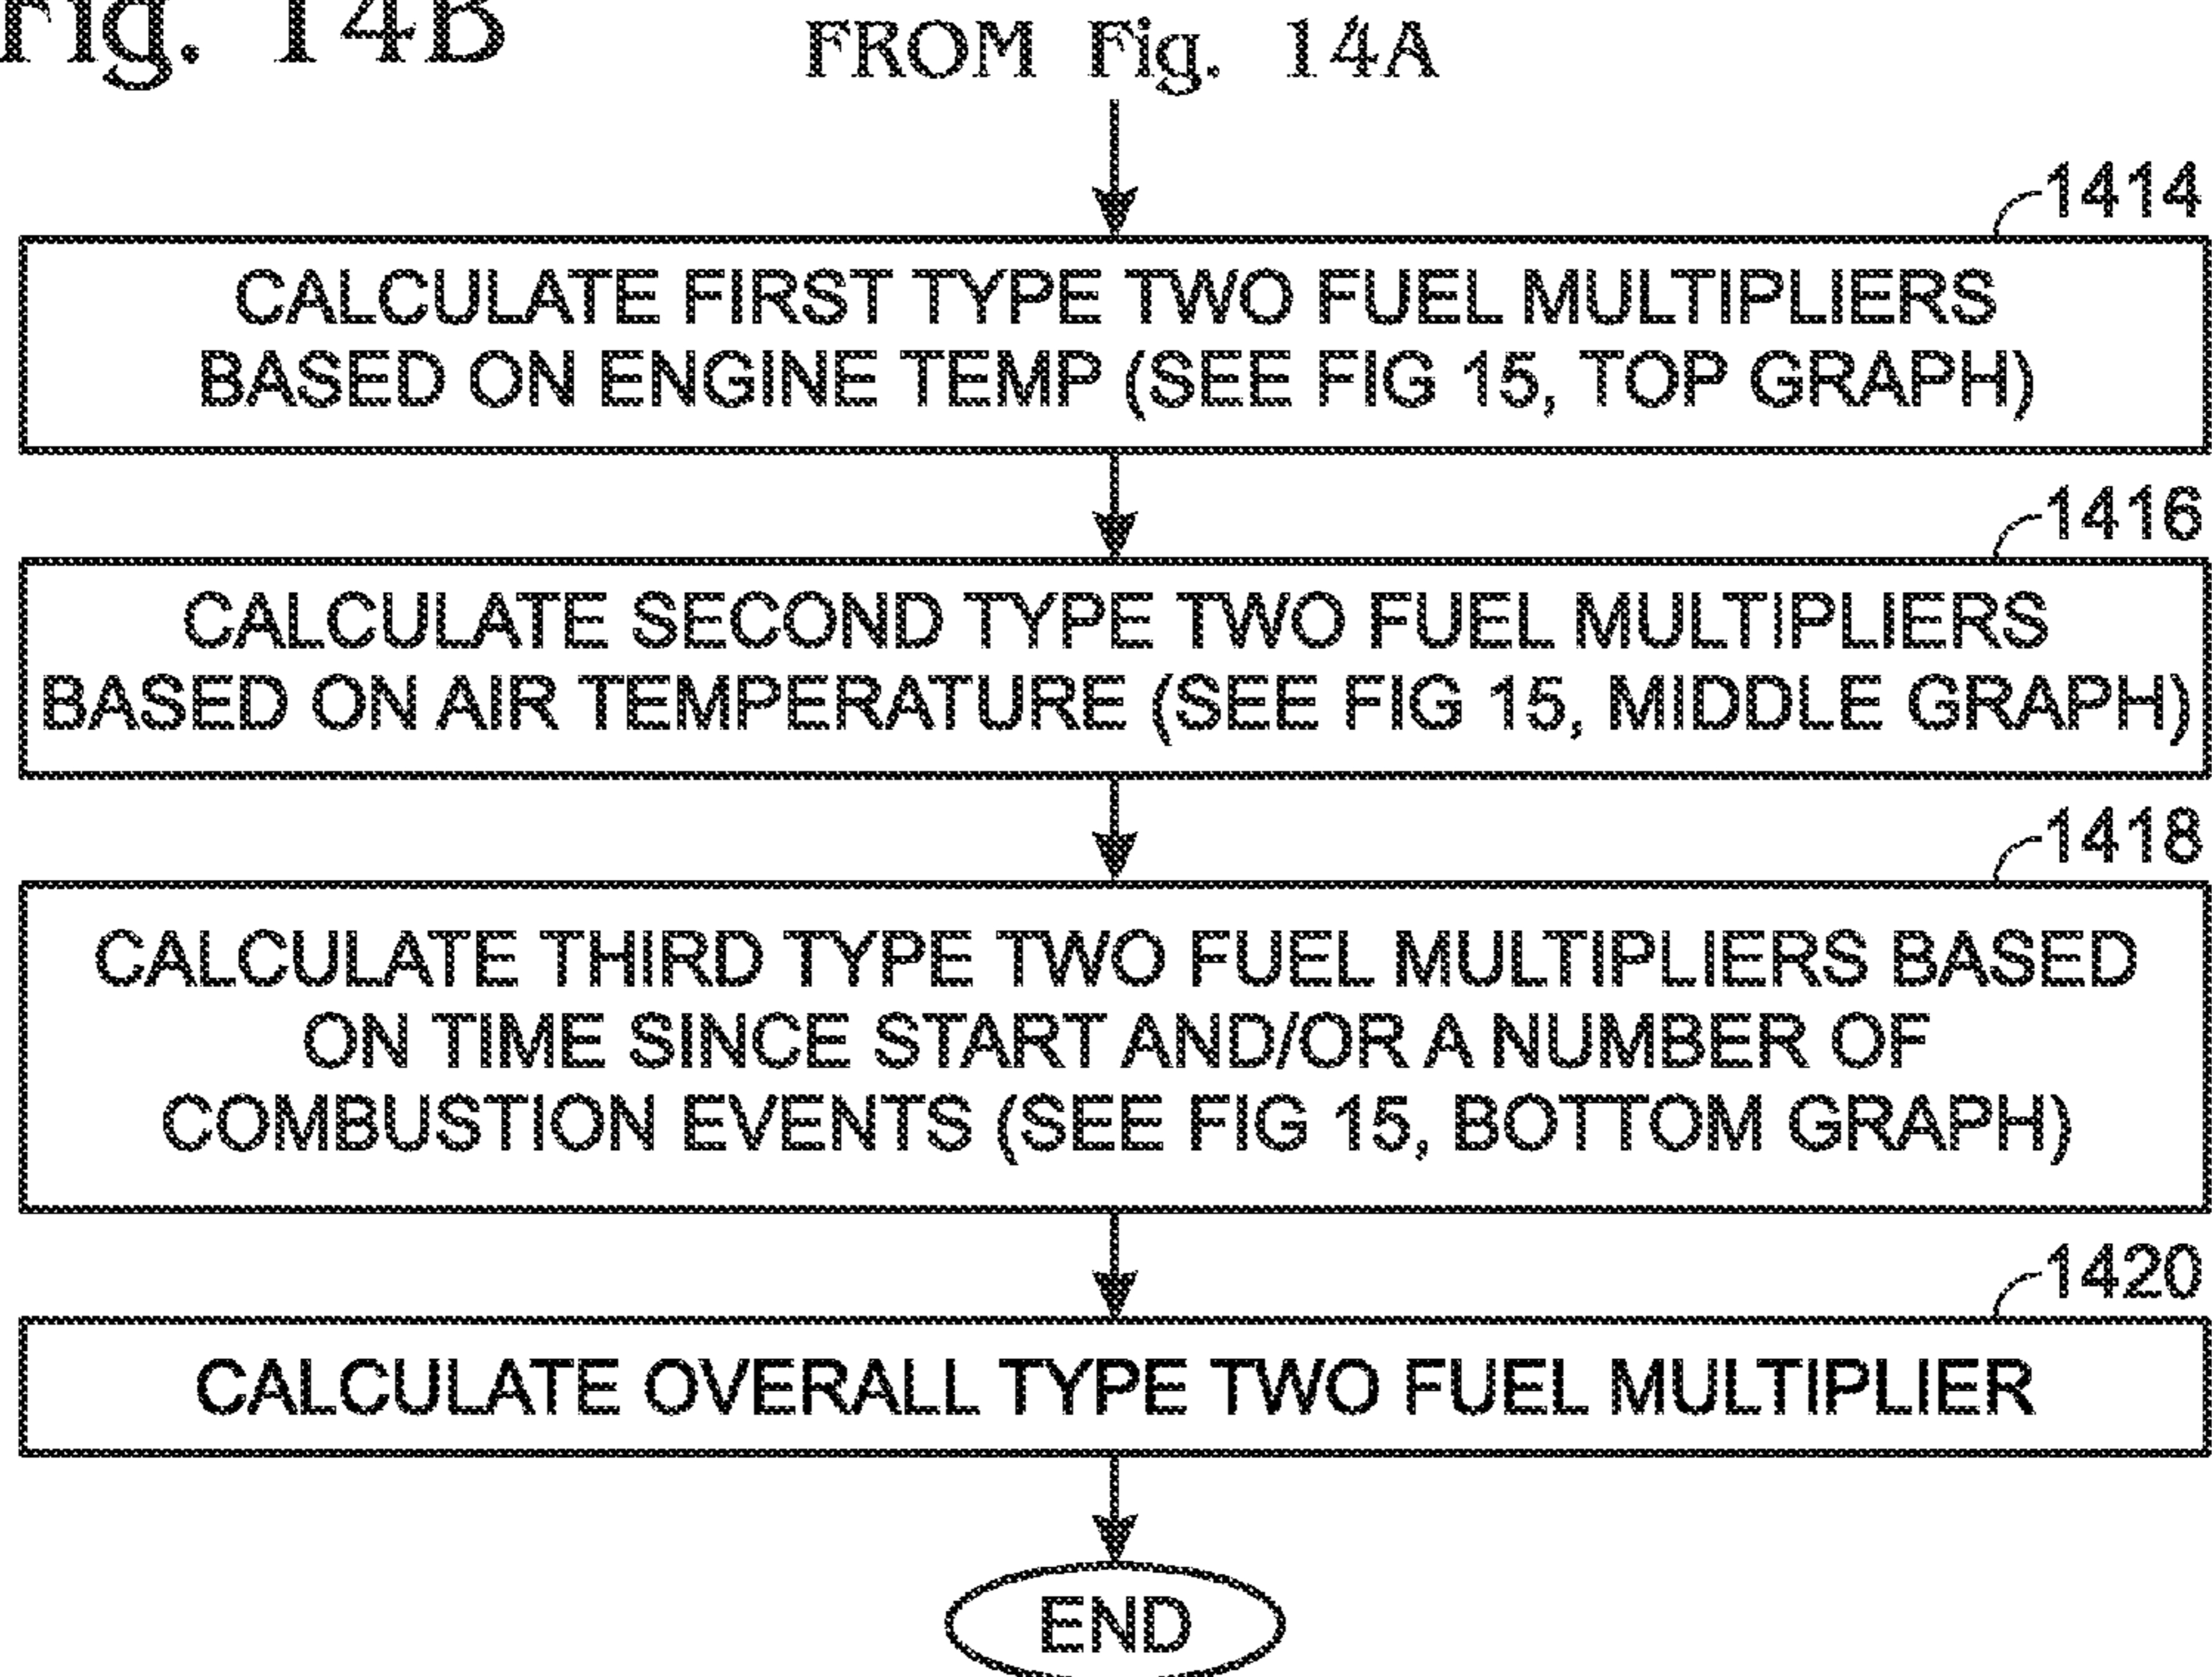 Fig. 14B
FROM Fig. 14A
1414
CALCULATE FIRST TYPE TWO FUEL MULTIPLIERS
BASED ON ENGINE TEMP (SEE FIG 15, TOP GRAPH)
1416
CALCULATE SECOND TYPE TWO FUEL MULTIPLIERS
BASED ON AIR TEMPERATURE (SEE FIG 15, MIDDLE GRAPH)
1418
CALCULATE THIRD TYPE TWO FUEL MULTIPLIERS BASED
ON TIME SINCE START AND/OR A NUMBER OF
COMBUSTION EVENTS (SEE FIG 15, BOTTOM GRAPH)
1420
CALCULATE OVERALL TYPE TWO FUEL MULTIPLIER
END